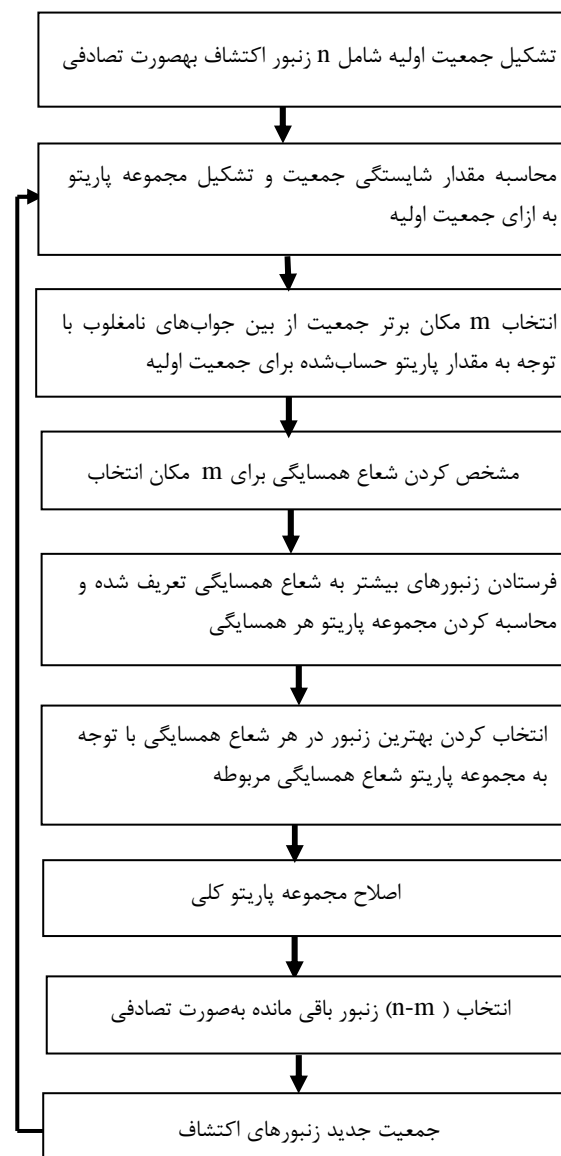 تشکیل جمعیت اولیه شامل n زنبور اکتشاف بهصورت تصادفی
محاسبه مقدار شایستگی جمعیت و تشکیل مجموعه پاریتو
به ازای جمعیت اولیه
انتخاب m مکان برتر جمعیت از بین جواب‌های نامغلوب با
توجه به مقدار پاریتو حساب‌شده برای جمعیت اولیه
مشخص کردن شعاع همسایگی برای m مکان انتخاب
فرستادن زنبورهای بیشتر به شعاع همسایگی تعریف شده و
محاسبه کردن مجموعه پاریتو هر همسایگی
انتخاب کردن بهترین زنبور در هر شعاع همسایگی با توجه
به مجموعه پاریتو شعاع همسایگی مربوطه
اصلاح مجموعه پاریتو کلی
انتخاب ( n-m) زنبور باقی مانده به‌صورت تصادفی
جمعیت جدید زنبورهای اکتشاف